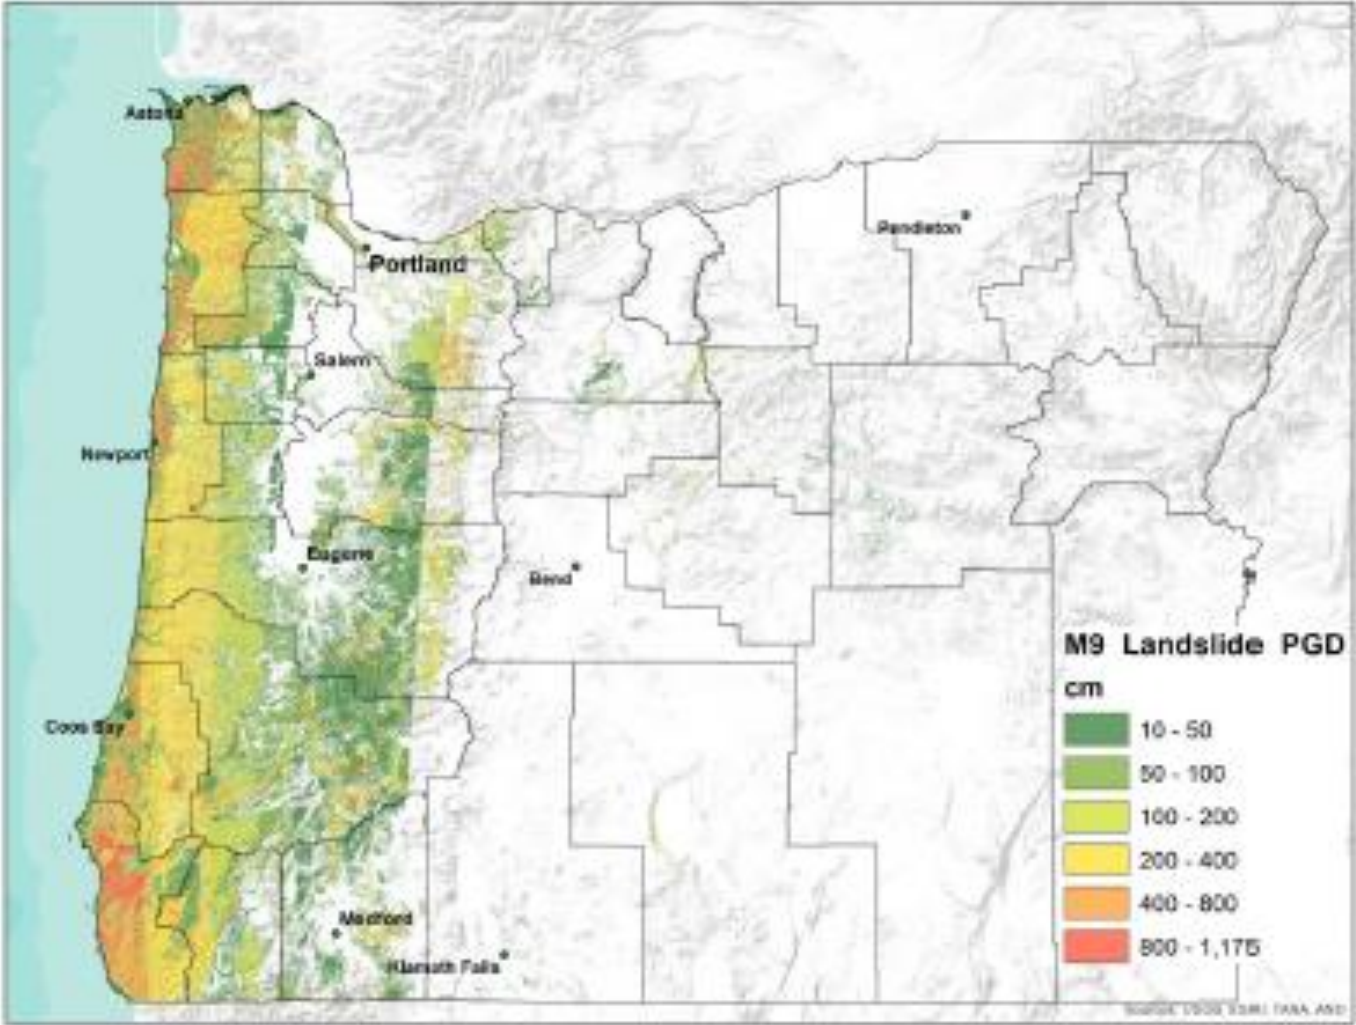 Astoria
Pendleton
Portland
Salem
Newport
Eugene
Bend
Coos Bay
Medford
Klamath Falls
M9 Landslide PGD
cm
10 - 50
50 - 100
100 - 200
200 - 400
400 - 800
800 - 1,175